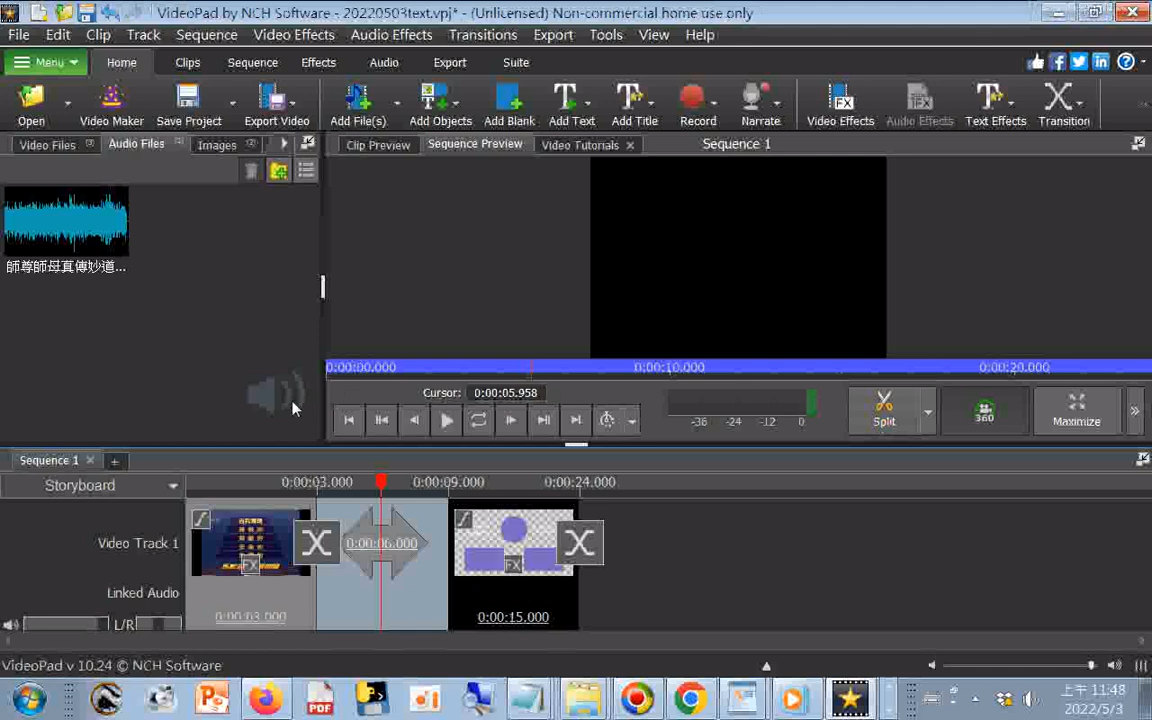 VideoPad by NCH Software - 20220503text.vpj* - (Unlicensed) Non-commercial home use only
File Edit Clip Track Sequence Video Effects Audio Effects Transitions Export Tools View Help
Menu Home Clips Sequence Effects Audio Export Suite
Open Video Maker Save Project Export Video Add File(s) Add Objects Add Blank Add Text Add Title Record Narrate Video Effects Audio Effects Text Effects Transition
Video Files Audio Files Images Clip Preview Sequence Preview Video Tutorials Sequence 1
師尊師母真傳妙道...
0:00:00.000 0:00:10.000 0:00:20.000
Cursor: 0:00:05.958
-36 -24 -12 0 Split 360 Maximize
Sequence 1
Storyboard 0:00:03.000 0:00:09.000 0:00:24.000
Video Track 1 FX 0:00:06.000 FX
Linked Audio
L/R 0:00:03.000 0:00:15.000
VideoPad v 10.24 © NCH Software
上午 11:48
2022/5/3